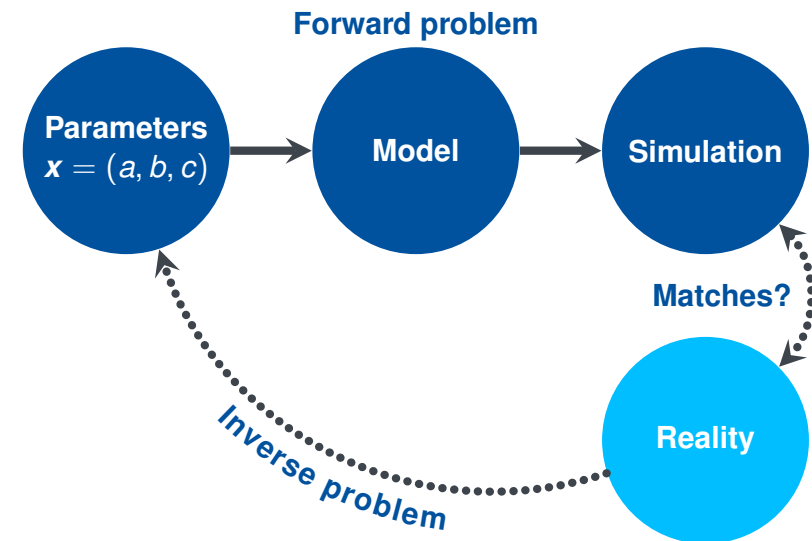 Forward problem
Parameters
x = (a, b, c)
Model
Simulation
Matches?
Reality
Inverse problem